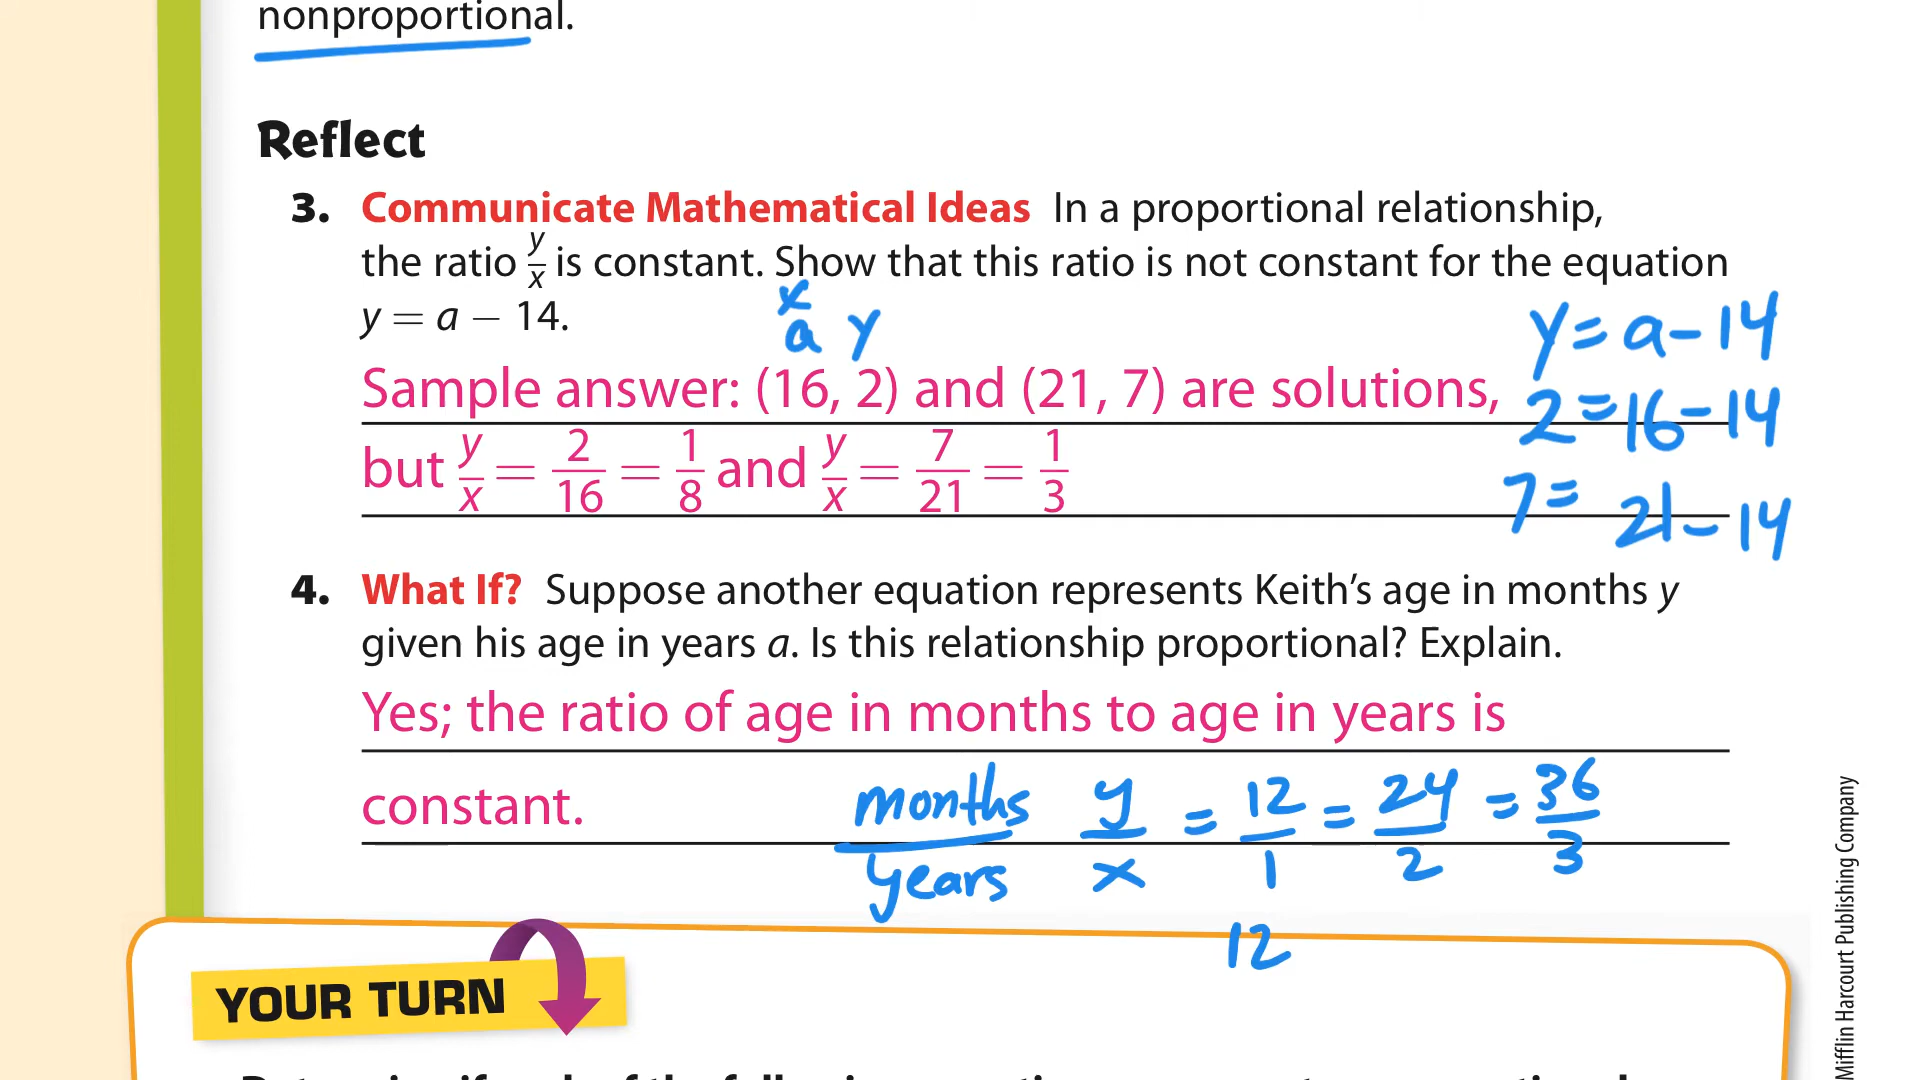 nonproportional.
Reflect
3. Communicate Mathematical Ideas In a proportional relationship,
the ratio y/x is constant. Show that this ratio is not constant for the equation
y = a − 14.
x
a y
y = a − 14
Sample answer: (16, 2) and (21, 7) are solutions,
2 = 16 − 14
but y/x = 2/16 = 1/8 and y/x = 7/21 = 1/3
7 = 21 − 14
4. What If? Suppose another equation represents Keith's age in months y
given his age in years a. Is this relationship proportional? Explain.
Yes; the ratio of age in months to age in years is
constant.
months/years y/x = 12/1 = 24/2 = 36/3
12
YOUR TURN
Mifflin Harcourt Publishing Company